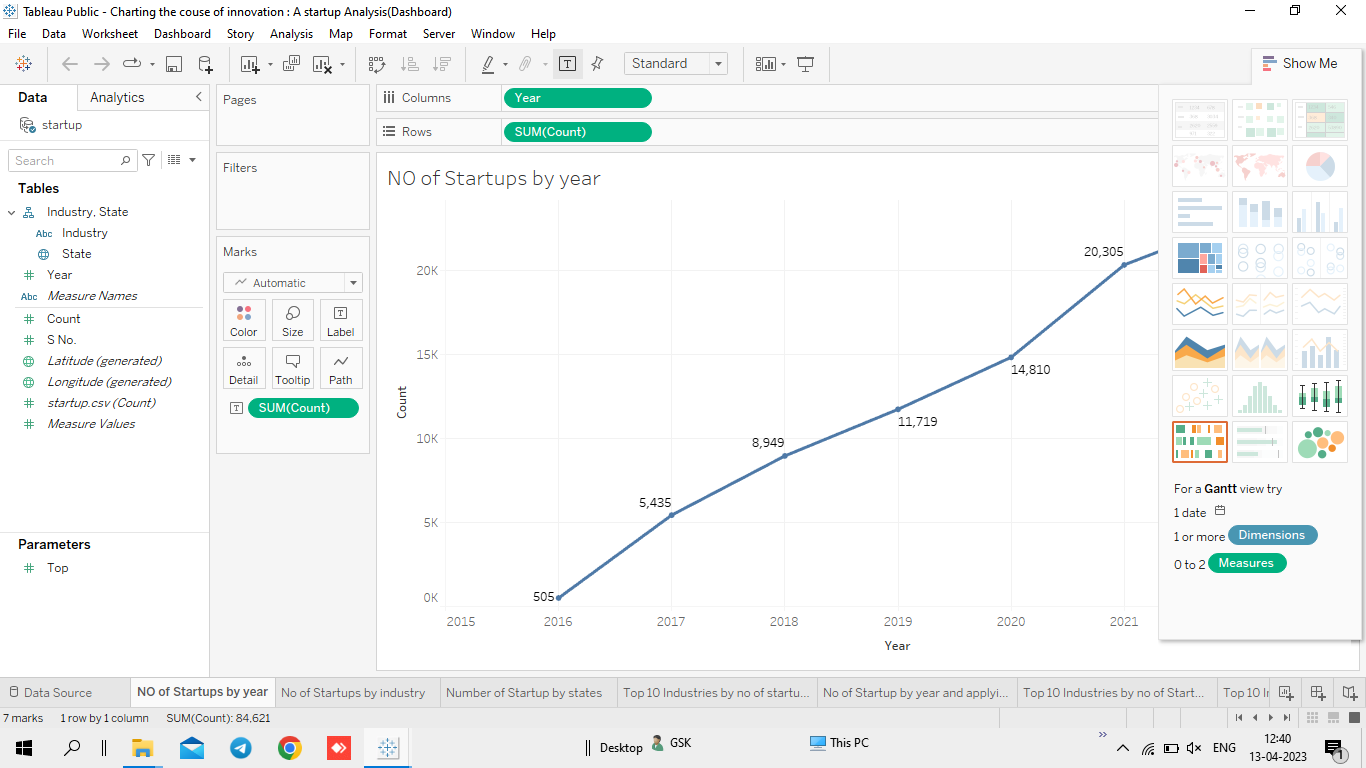 Tableau Public - Charting the couse of innovation : A startup Analysis(Dashboard)
File Data Worksheet Dashboard Story Analysis Map Format Server Window Help
Standard
Show Me
Data Analytics
startup
Search
Tables
Industry, State
Abc Industry
State
Year
Abc Measure Names
Count
S No.
Latitude (generated)
Longitude (generated)
startup.csv (Count)
Measure Values
Parameters
Top
Pages
Filters
Marks
Automatic
Color Size Label
Detail Tooltip Path
SUM(Count)
Columns Year
Rows SUM(Count)
NO of Startups by year
20K
15K
10K
5K
0K
Count
505
5,435
8,949
11,719
14,810
20,305
2015 2016 2017 2018 2019 2020 2021
Year
For a Gantt view try
1 date
1 or more Dimensions
0 to 2 Measures
Data Source NO of Startups by year No of Startups by industry Number of Startup by states Top 10 Industries by no of startu... No of Startup by year and applyi... Top 10 Industries by no of Start... Top 10 I
7 marks 1 row by 1 column SUM(Count): 84,621
Desktop GSK This PC ENG 12:40
13-04-2023 1